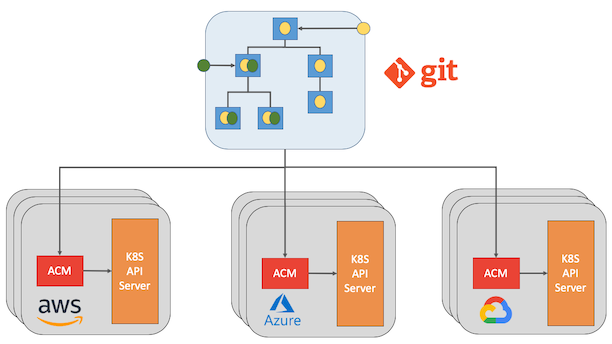 git
ACM
K8S
API
Server
aws
ACM
K8S
API
Server
Azure
ACM
K8S
API
Server